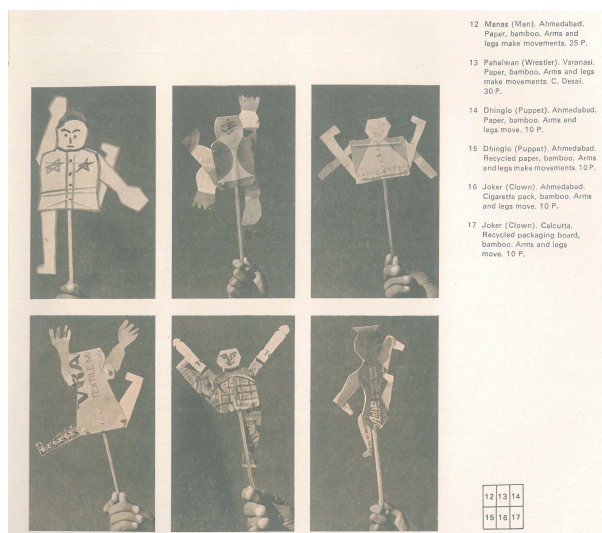 12 Manas (Man). Ahmedabad.
Paper, bamboo. Arms and
legs make movements. 25 P.
13 Pahalwan (Wrestler). Varanasi.
Paper, bamboo, Arms and legs
make movements. C. Desai.
30 P.
14 Dhinglo (Puppet). Ahmedabad.
Paper, bamboo. Arms and
legs move. 10 P.
15 Dhinglo (Puppet). Ahmedabad.
Recycled paper, bamboo. Arms
and legs make movements. 10 P.
16 Joker (Clown). Ahmedabad.
Cigarette pack, bamboo. Arms
and legs move. 10 P.
17 Joker (Clown). Calcutta.
Recycled packaging board,
bamboo. Arms and legs
move. 10 P.
VRA
TEXTILE M
12 13 14
15 16 17